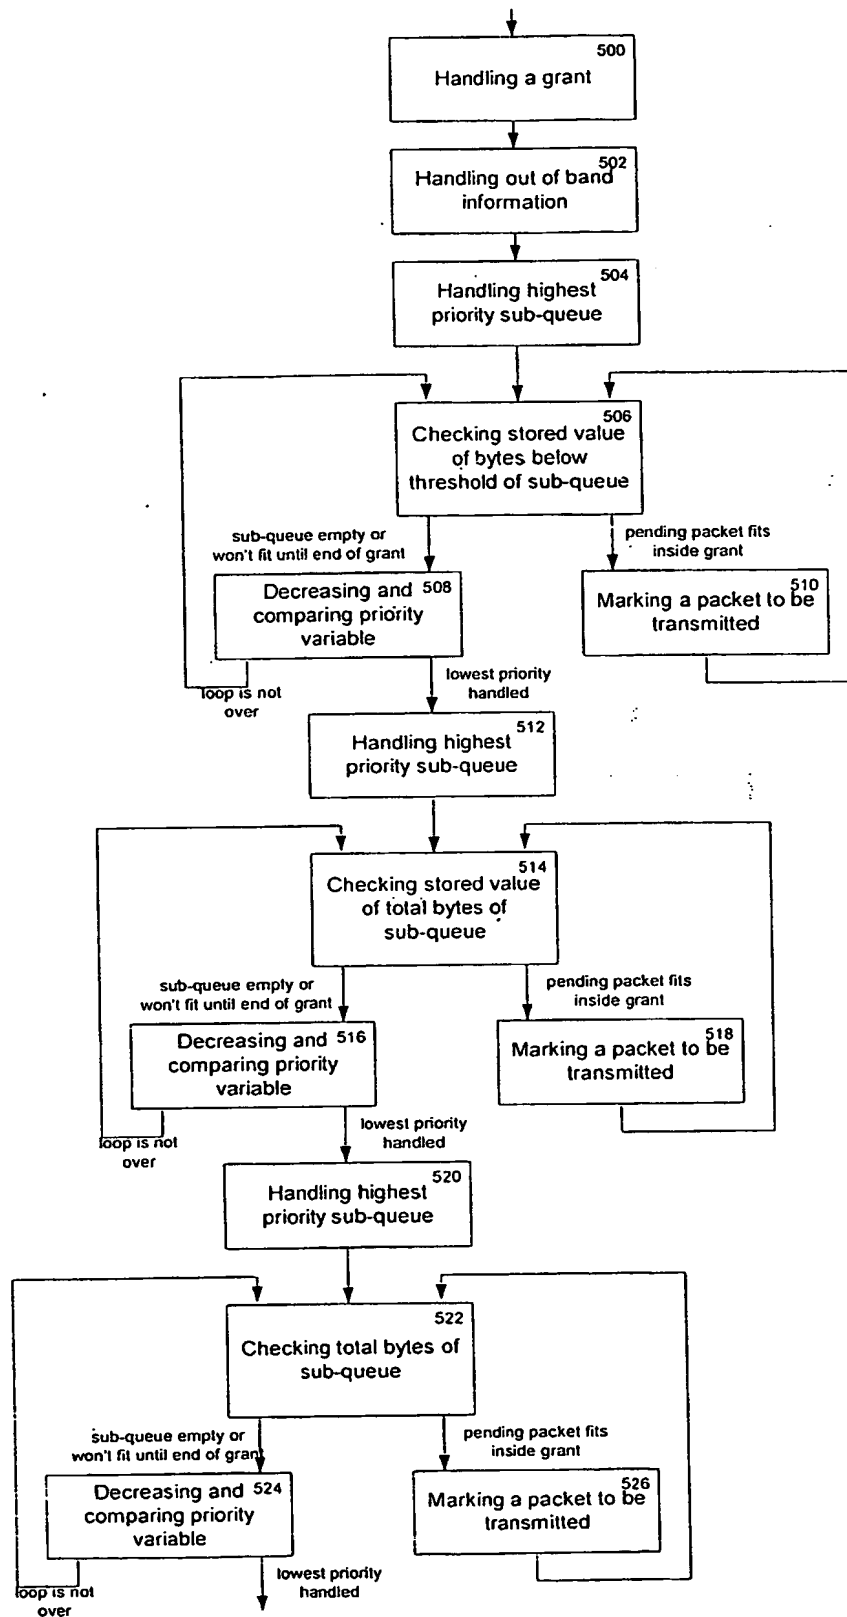 500
Handling a grant
502
Handling out of band
information
504
Handling highest
priority sub-queue
506
Checking stored value
of bytes below
threshold of sub-queue
sub-queue empty or
won't fit until end of grant
pending packet fits
inside grant
Decreasing and 508
comparing priority
variable
510
Marking a packet to be
transmitted
loop is not
over
lowest priority
handled
512
Handling highest
priority sub-queue
514
Checking stored value
of total bytes of
sub-queue
sub-queue empty or
won't fit until end of grant
pending packet fits
inside grant
Decreasing and 516
comparing priority
variable
518
Marking a packet to be
transmitted
loop is not
over
lowest priority
handled
520
Handling highest
priority sub-queue
522
Checking total bytes of
sub-queue
sub-queue empty or
won't fit until end of grant
pending packet fits
inside grant
Decreasing and 524
comparing priority
variable
526
Marking a packet to be
transmitted
loop is not
over
lowest priority
handled